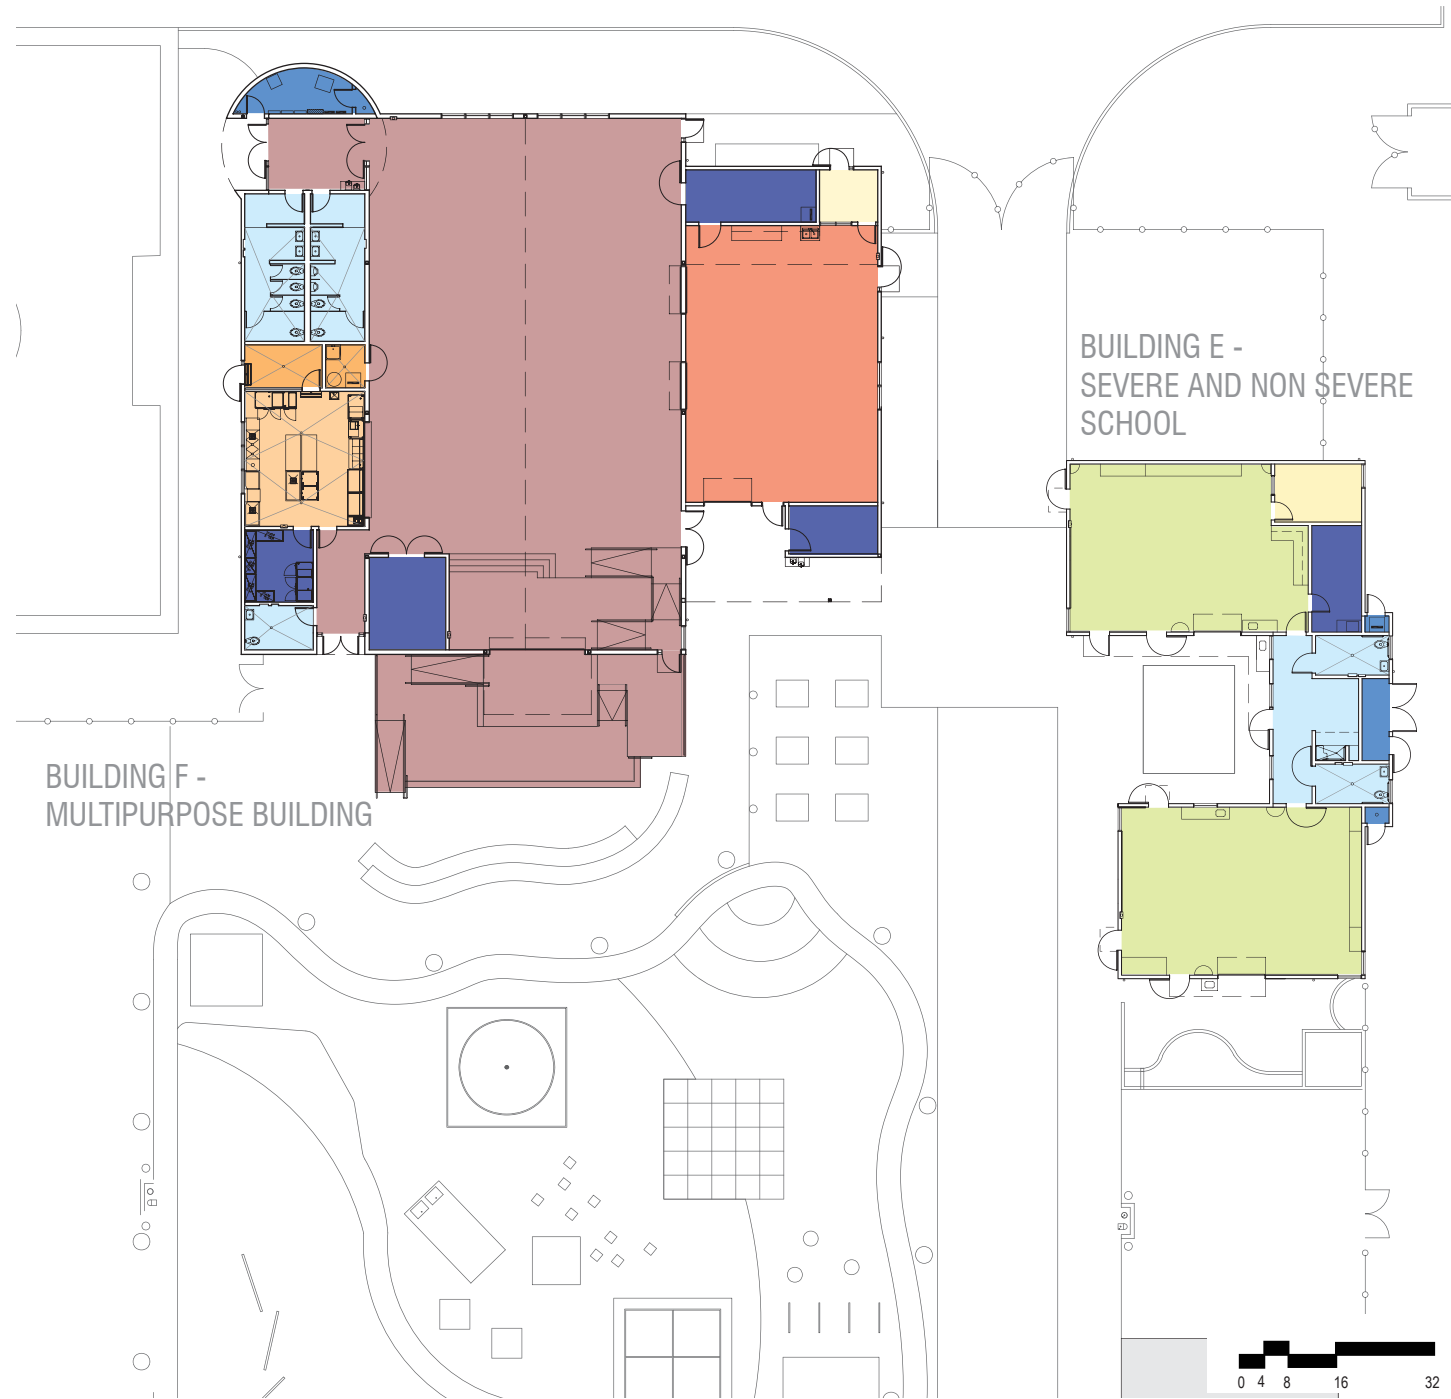 BUILDING E -
SEVERE AND NON SEVERE
SCHOOL
BUILDING F -
MULTIPURPOSE BUILDING
0 4 8 16 32